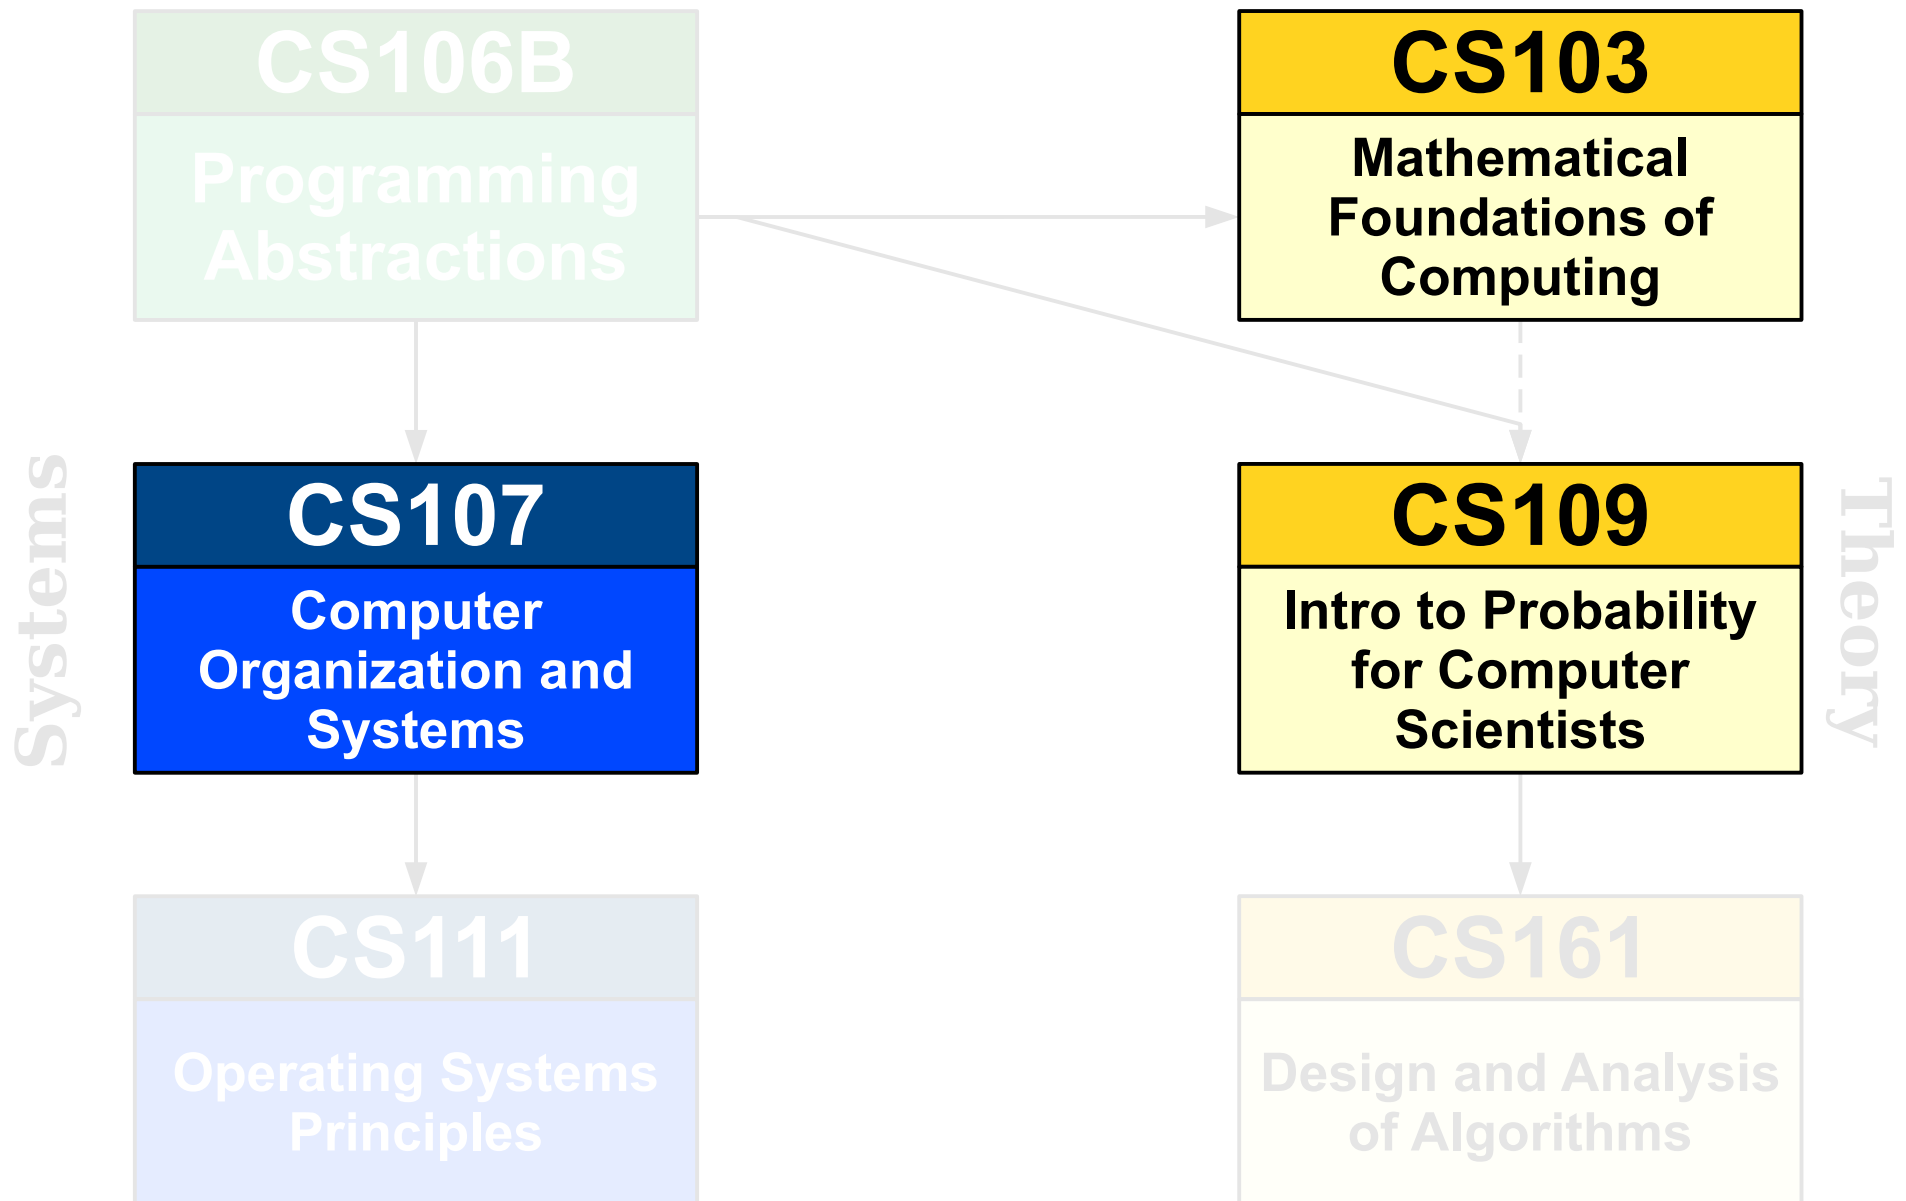 CS106B
Programming
Abstractions
CS103
Mathematical
Foundations of
Computing
Systems
CS107
Computer
Organization and
Systems
CS109
Intro to Probability
for Computer
Scientists
Theory
CS111
Operating Systems
Principles
CS161
Design and Analysis
of Algorithms